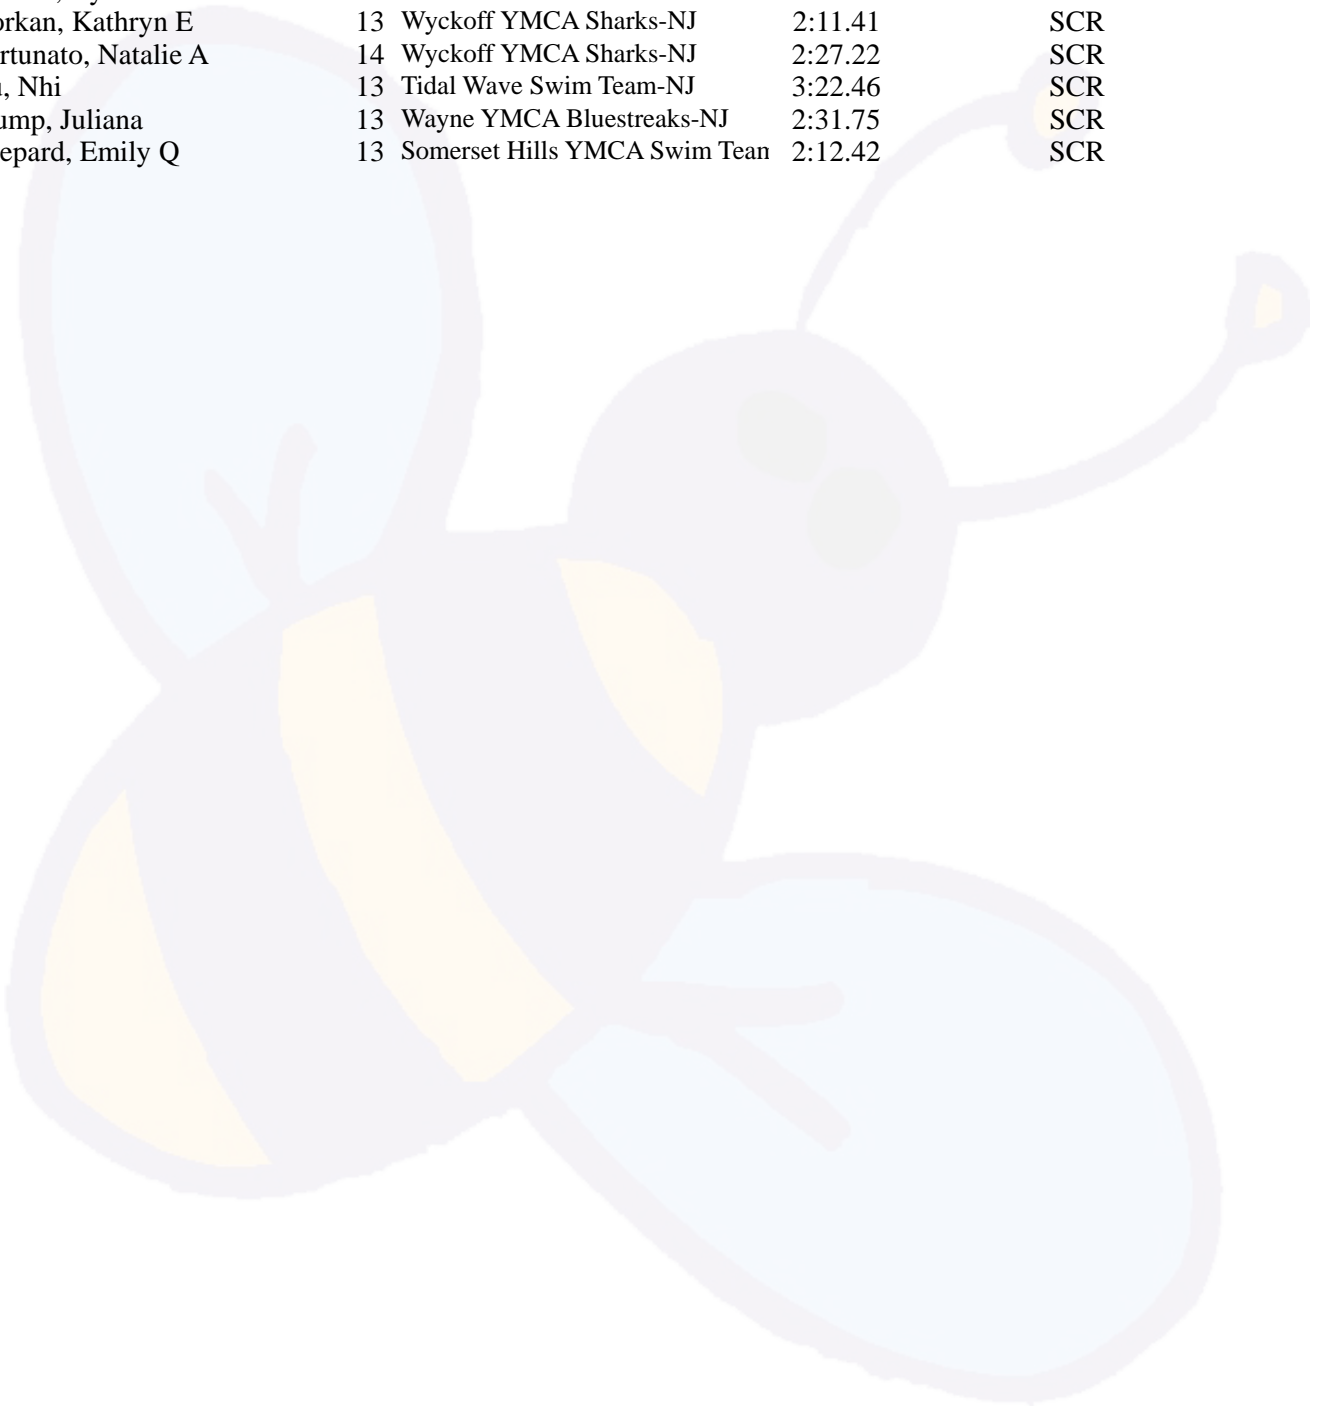 orkan, Kathryn E 13 Wyckoff YMCA Sharks-NJ 2:11.41 SCR
rtunato, Natalie A 14 Wyckoff YMCA Sharks-NJ 2:27.22 SCR
, Nhi 13 Tidal Wave Swim Team-NJ 3:22.46 SCR
ump, Juliana 13 Wayne YMCA Bluestreaks-NJ 2:31.75 SCR
epard, Emily Q 13 Somerset Hills YMCA Swim Tean 2:12.42 SCR